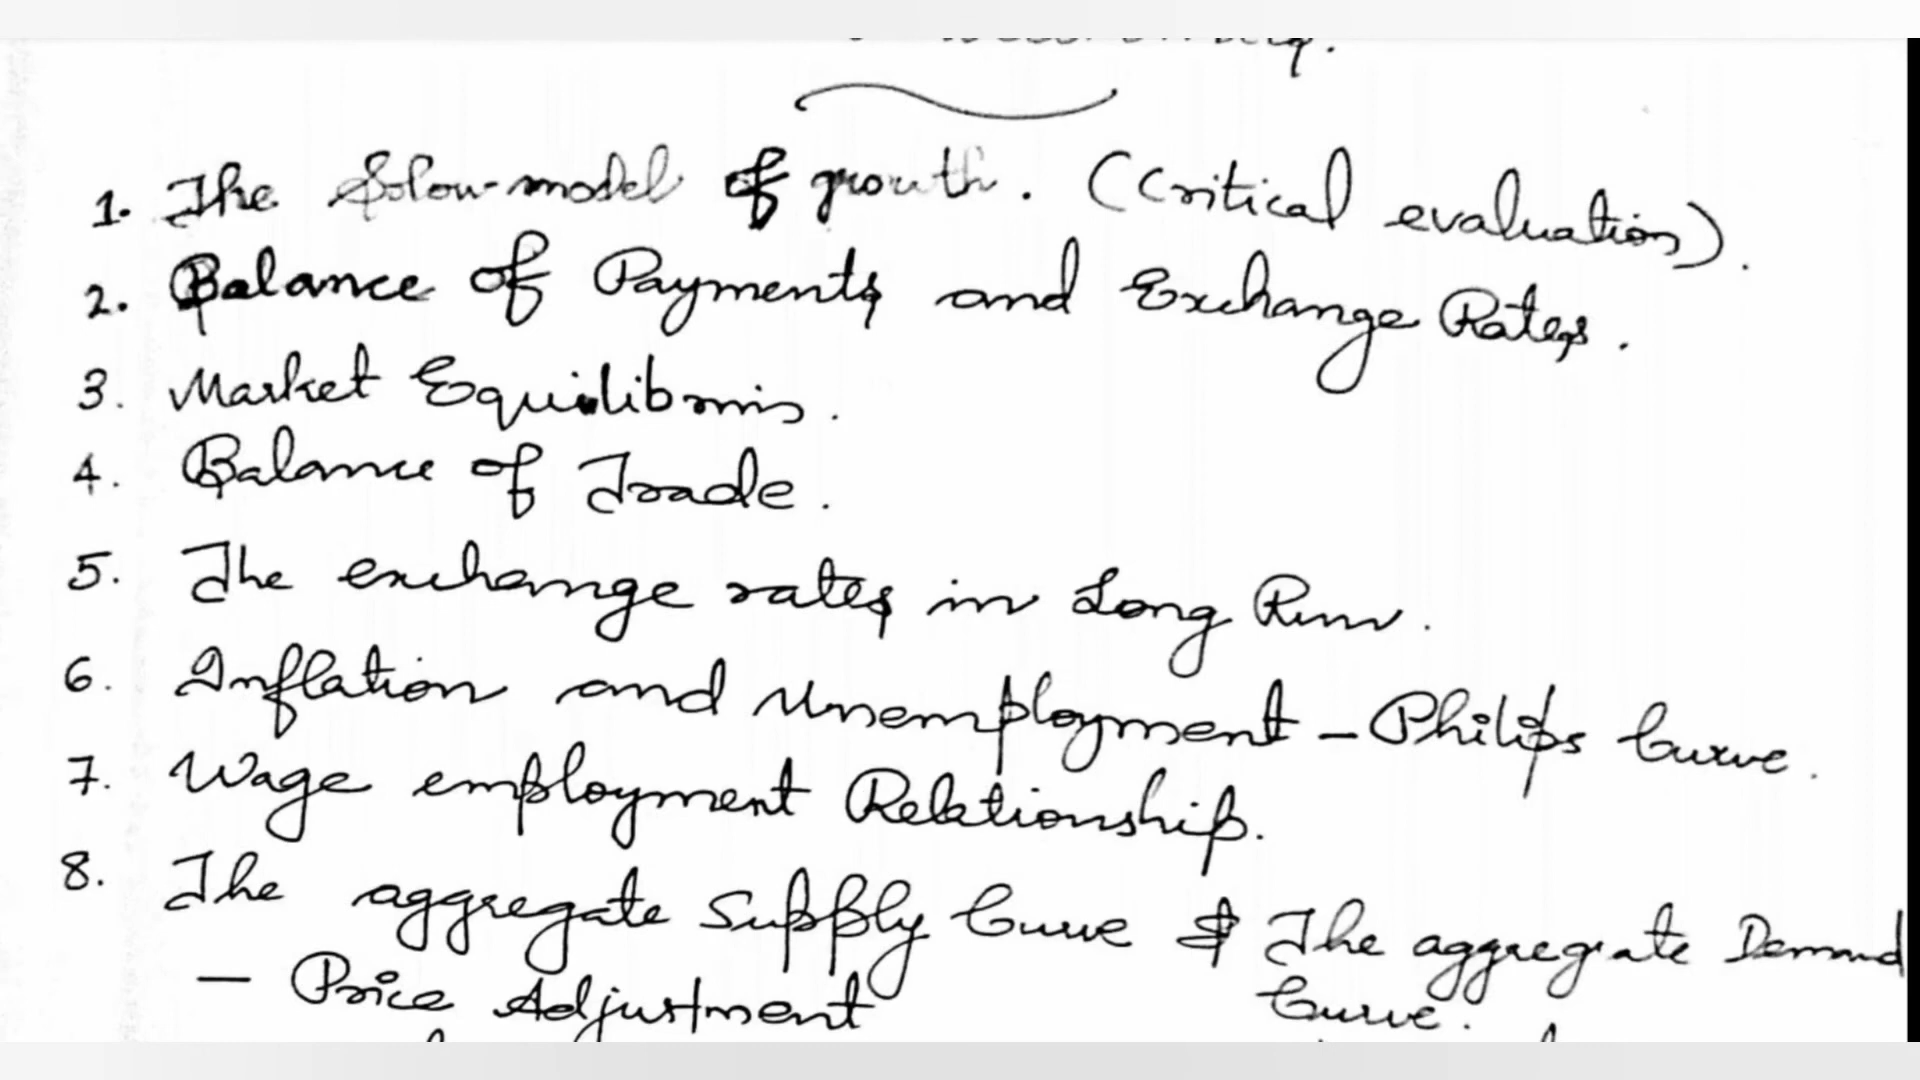 1. The Solow-model of growth. (Critical evaluation).
2. Balance of Payments and Exchange Rates.
3. Market Equilibrims.
4. Balance of Trade.
5. The exchange rates in Long Run.
6. Inflation and Unemployment - Philips Curve.
7. Wage employment Relationship.
8. The aggregate Supply Curve & The aggregate Demand
— Price Adjustment Curve.